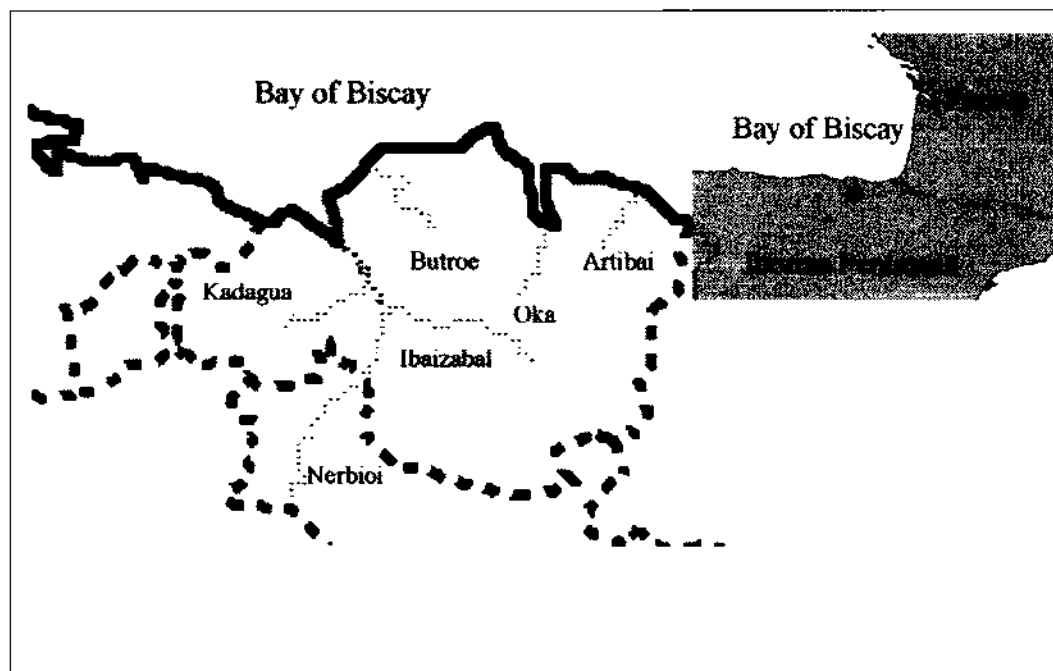 Bay of Biscay
Bay of Biscay
Butroe
Artibai
Kadagua
Oka
Ibaizabal
Nerbioi